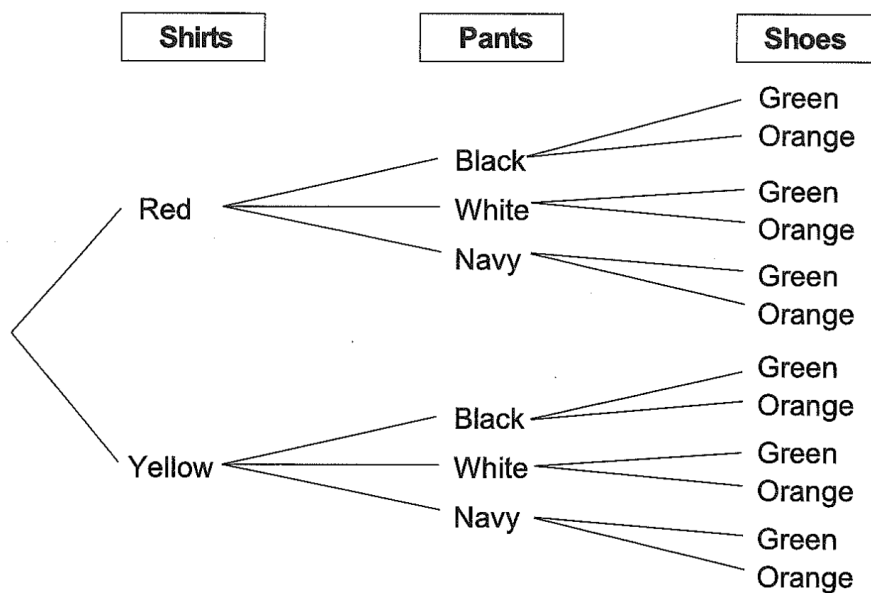 Shirts Pants Shoes
Green
Orange
Black
Green
Red White
Orange
Navy
Green
Orange
Green
Orange
Black
Green
Yellow White
Orange
Navy
Green
Orange